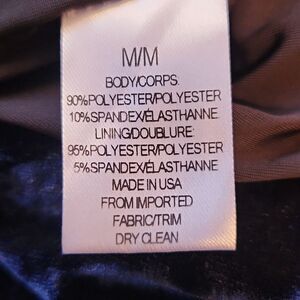 M/M
BODY/CORPS.
90%POLYESTER/POLYESTER
10%SPANDEX/ÉLASTHANNE
LINING/DOUBLURE:
95%POLYESTER/POLYESTER
5%SPANDEX/ÉLASTHANNE
MADE IN USA
FROM IMPORTED
FABRIC/TRIM
DRY CLEAN